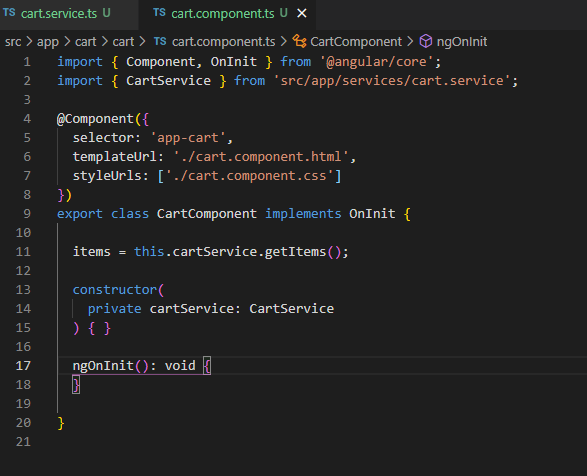 TS cart.service.ts U TS cart.component.ts U ×
src > app > cart > cart > TS cart.component.ts > CartComponent > ngOnInit
1 import { Component, OnInit } from '@angular/core';
2 import { CartService } from 'src/app/services/cart.service';
3
4 @Component({
5 selector: 'app-cart',
6 templateUrl: './cart.component.html',
7 styleUrls: ['./cart.component.css']
8 })
9 export class CartComponent implements OnInit {
10
11 items = this.cartService.getItems();
12
13 constructor(
14 private cartService: CartService
15 ) { }
16
17 ngOnInit(): void {
18 }
19
20 }
21